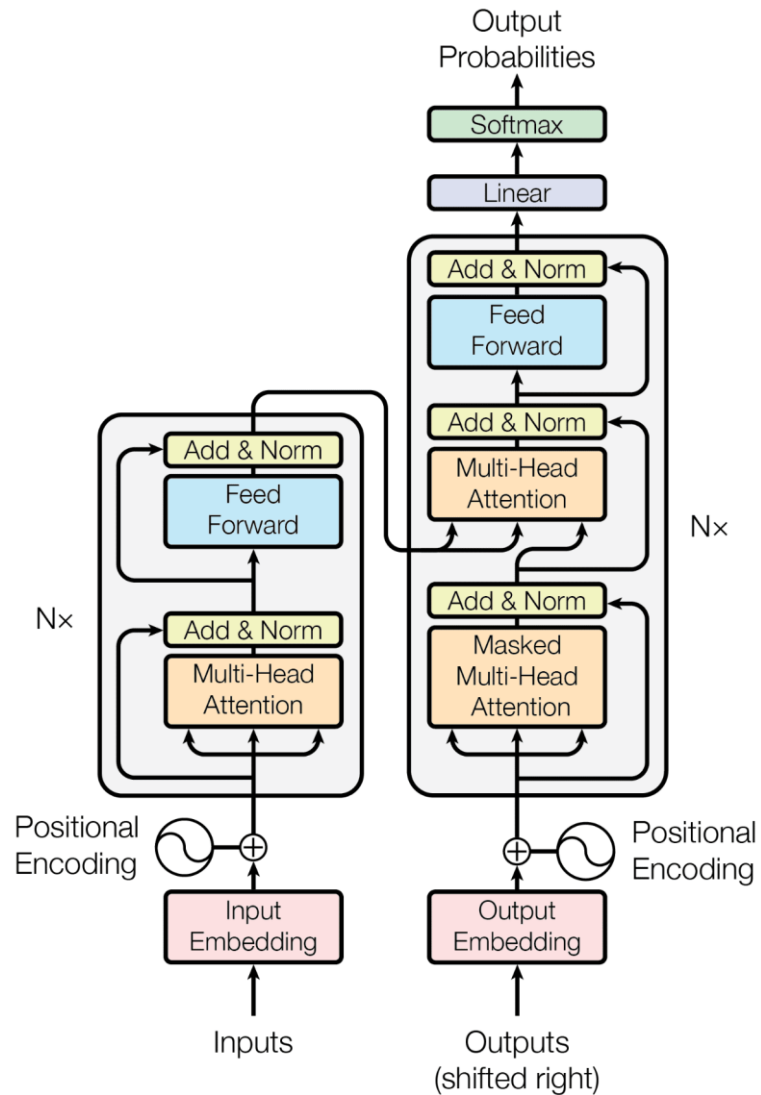 Output
Probabilities
Softmax
Linear
Add & Norm
Feed
Forward
Add & Norm
Multi-Head
Attention
Add & Norm
Masked
Multi-Head
Attention
N×
Add & Norm
Feed
Forward
Add & Norm
Multi-Head
Attention
N×
Positional
Encoding
Positional
Encoding
Input
Embedding
Output
Embedding
Inputs
Outputs
(shifted right)